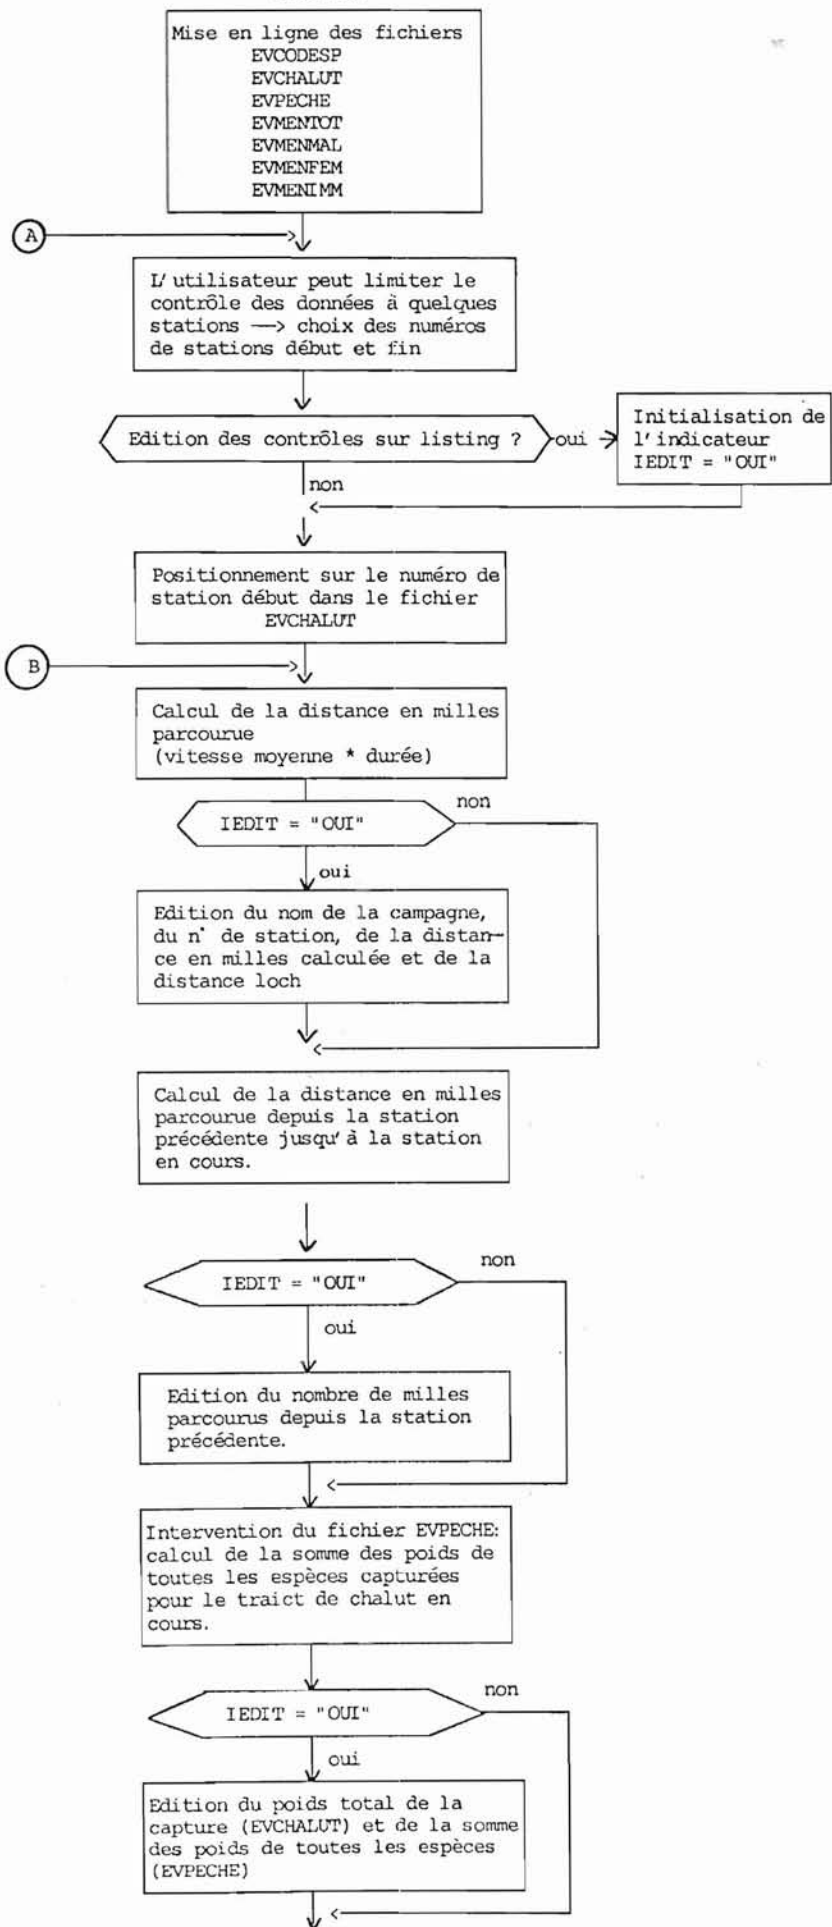 Mise en ligne des fichiers
EVCODESP
EVCHALUT
EVPECHE
EVMENTOT
EVMENMAL
EVMENFEM
EVMENIMM
A
L'utilisateur peut limiter le
contrôle des données à quelques
stations —> choix des numéros
de stations début et fin
Edition des contrôles sur listing ?
oui
Initialisation de
l'indicateur
IEDIT = "OUI"
non
Positionnement sur le numéro de
station début dans le fichier
EVCHALUT
B
Calcul de la distance en milles
parcourue
(vitesse moyenne * durée)
non
IEDIT = "OUI"
oui
Edition du nom de la campagne,
du n° de station, de la distan-
ce en milles calculée et de la
distance loch
Calcul de la distance en milles
parcourue depuis la station
précédente jusqu'à la station
en cours.
non
IEDIT = "OUI"
oui
Edition du nombre de milles
parcourus depuis la station
précédente.
Intervention du fichier EVPECHE:
calcul de la somme des poids de
toutes les espèces capturées
pour le traict de chalut en
cours.
non
IEDIT = "OUI"
oui
Edition du poids total de la
capture (EVCHALUT) et de la somme
des poids de toutes les espèces
(EVPECHE)